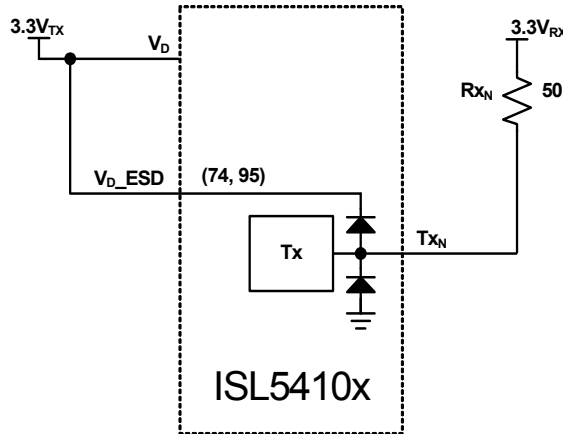 3.3VTX
VD
3.3VRX
RxN
50
VD_ESD
(74, 95)
Tx
TxN
ISL5410x